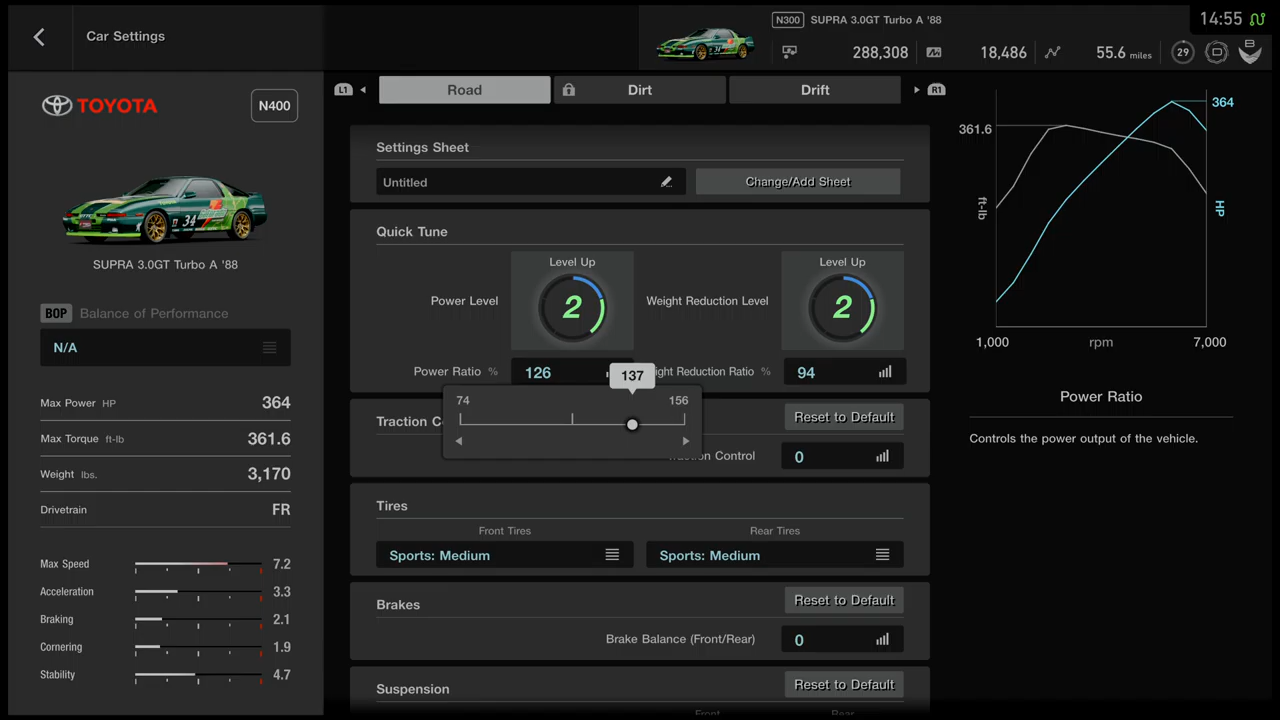 14:55
Car Settings
N300 SUPRA 3.0GT Turbo A '88
288,308 18,486 55.6 miles 29 B
L1 Road Dirt Drift R1
TOYOTA N400
SUPRA 3.0GT Turbo A '88
BOP Balance of Performance
N/A
Max Power HP 364
Max Torque ft-lb 361.6
Weight lbs. 3,170
Drivetrain FR
Max Speed 7.2
Acceleration 3.3
Braking 2.1
Cornering 1.9
Stability 4.7
Settings Sheet
Untitled Change/Add Sheet
Quick Tune
Level Up Level Up
Power Level 2 Weight Reduction Level 2
Power Ratio % 126 ght Reduction Ratio % 94
137
74 156
Traction C Reset to Default
ruction Control 0
Tires
Front Tires Rear Tires
Sports: Medium Sports: Medium
Brakes Reset to Default
Brake Balance (Front/Rear) 0
Suspension Reset to Default
Front Rear
364
361.6
ft-lb HP
1,000 rpm 7,000
Power Ratio
Controls the power output of the vehicle.